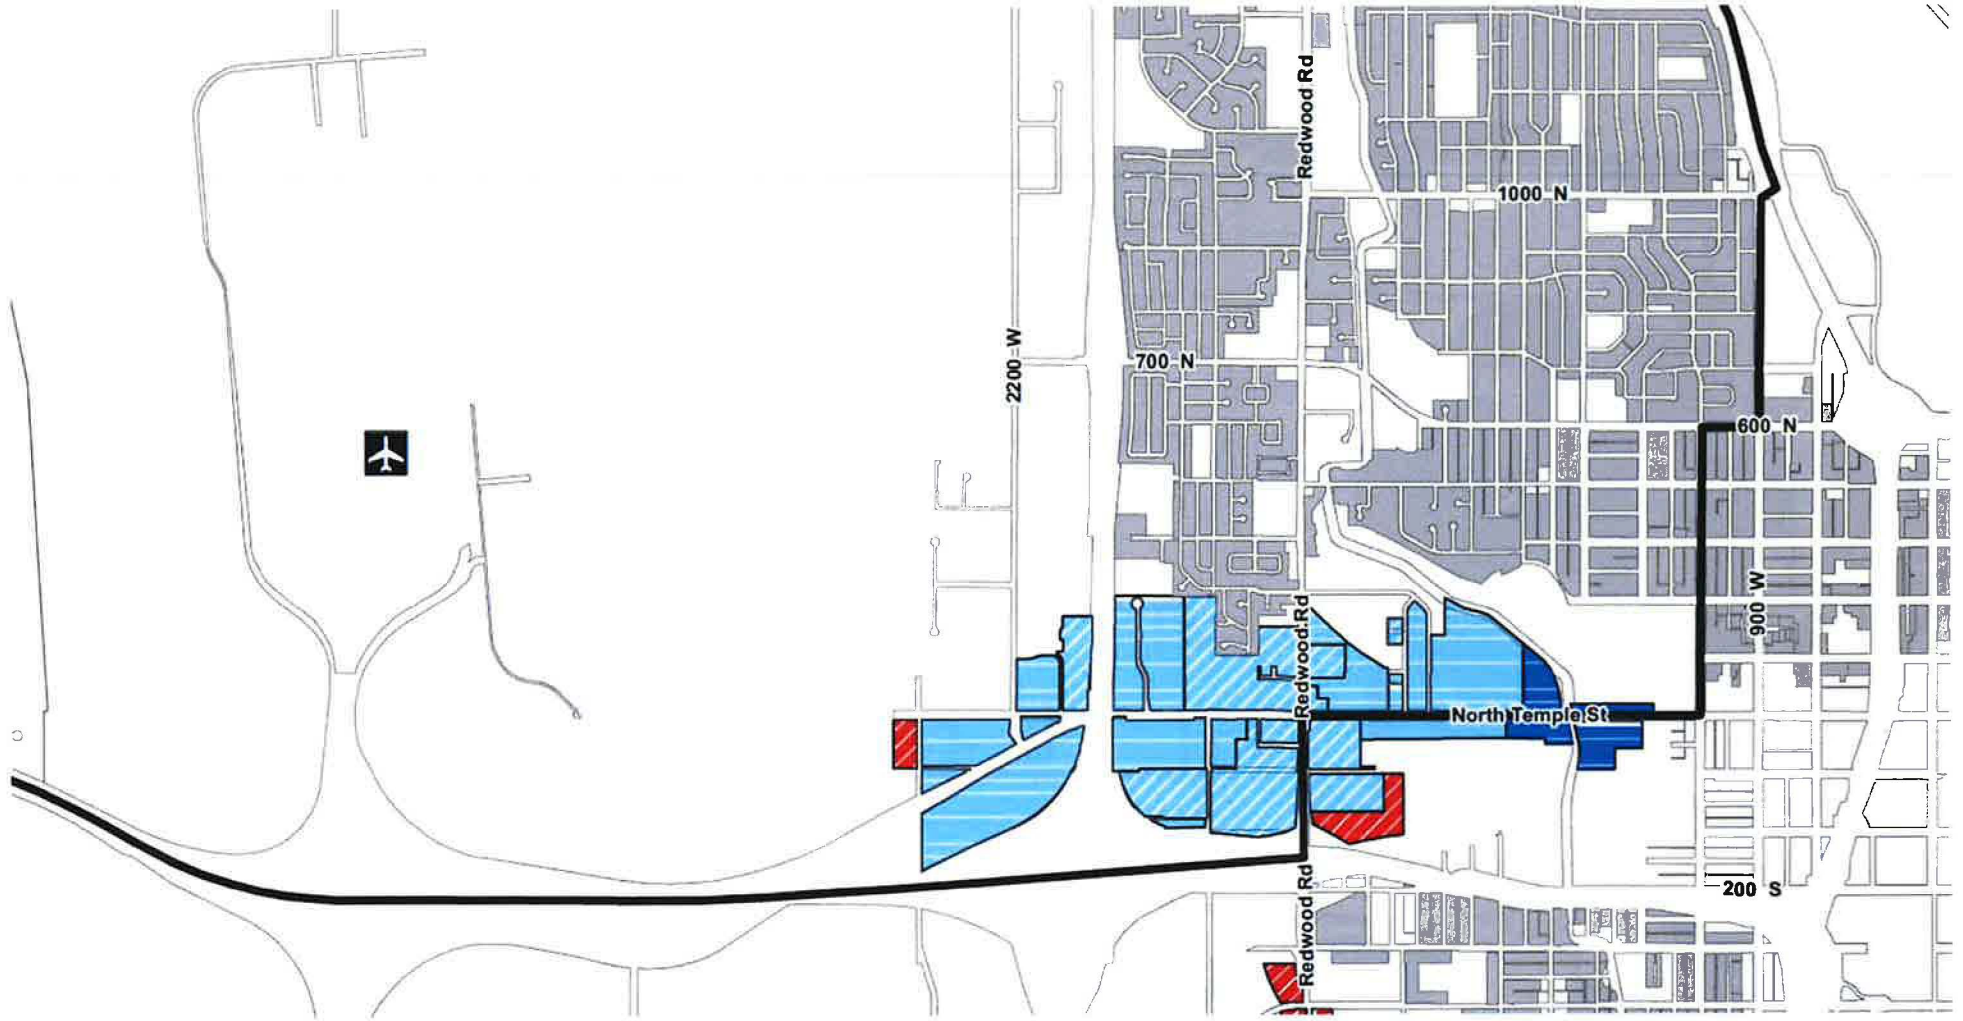 Redwood Rd
1000 N
2200 W
700 N
600 N
900 W
Redwood Rd
North Temple St
200 S
Redwood Rd